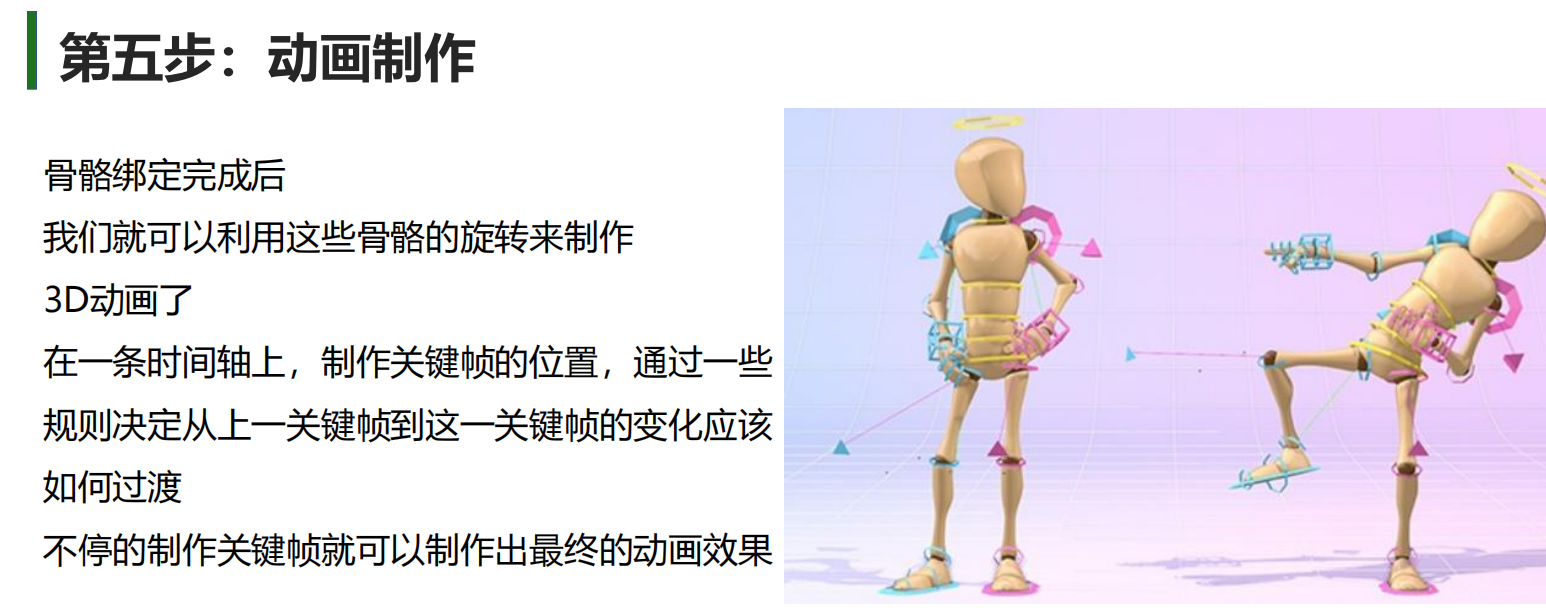 第五步：动画制作
骨骼绑定完成后
我们就可以利用这些骨骼的旋转来制作
3D动画了
在一条时间轴上，制作关键帧的位置，通过一些
规则决定从上一关键帧到这一关键帧的变化应该
如何过渡
不停的制作关键帧就可以制作出最终的动画效果